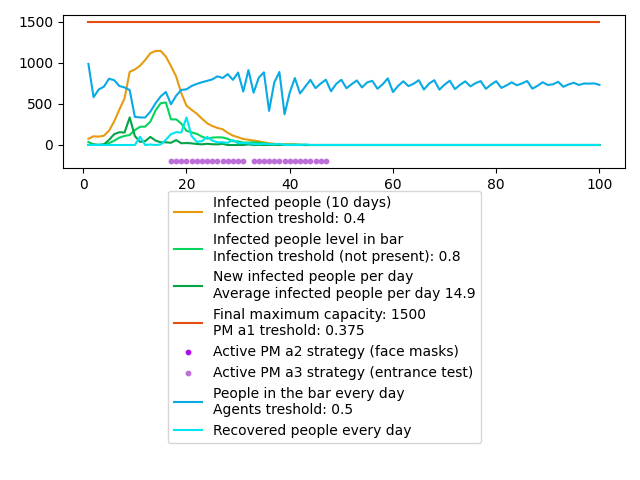 1500
1000
500
0
0
20
40
60
80
100
Infected people (10 days)
Infection treshold: 0.4
Infected people level in bar
Infection treshold (not present): 0.8
New infected people per day
Average infected people per day 14.9
Final maximum capacity: 1500
PM a1 treshold: 0.375
Active PM a2 strategy (face masks)
Active PM a3 strategy (entrance test)
People in the bar every day
Agents treshold: 0.5
Recovered people every day